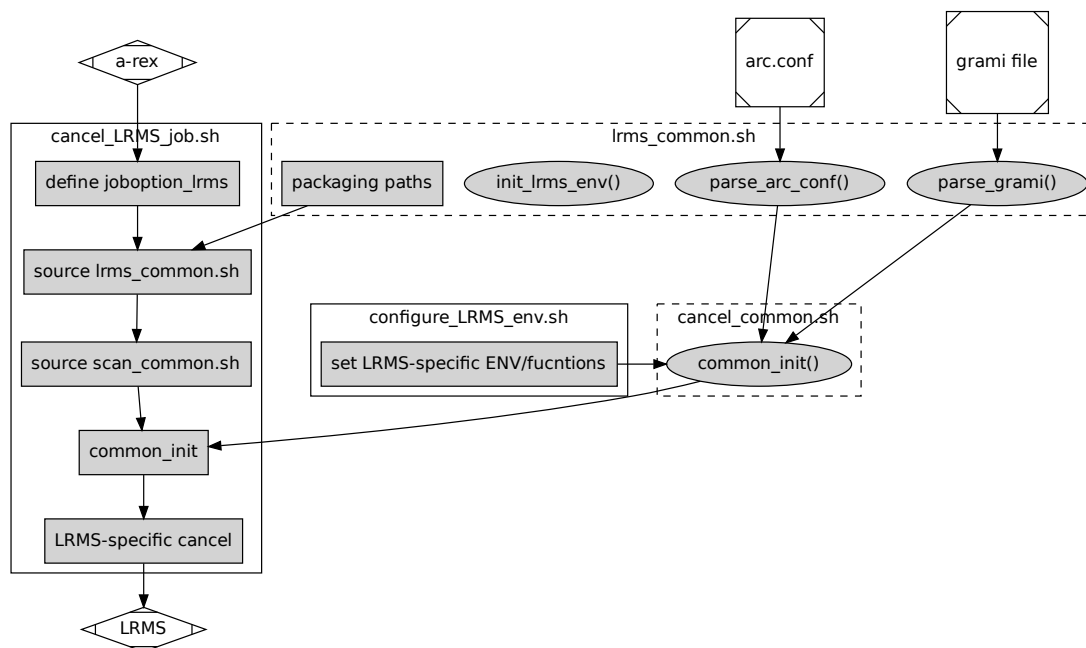 a-rex
arc.conf
grami file
cancel_LRMS_job.sh
lrms_common.sh
define joboption_lrms
packaging paths
init_lrms_env()
parse_arc_conf()
parse_grami()
source lrms_common.sh
configure_LRMS_env.sh
cancel_common.sh
source scan_common.sh
set LRMS-specific ENV/fucntions
common_init()
common_init
LRMS-specific cancel
LRMS